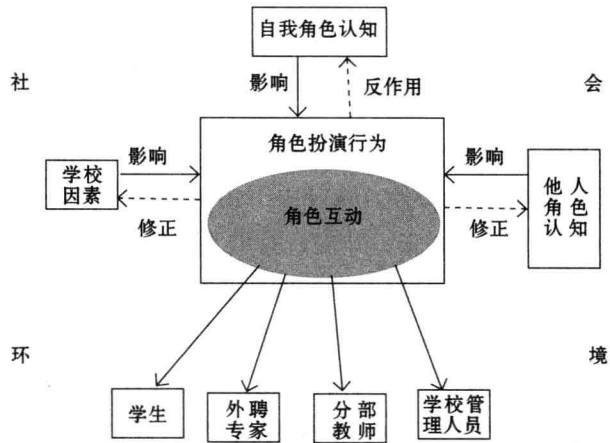 自我角色认知
社
影响
反作用
会
角色扮演行为
影响
影响
学校
因素
他 人
角 色
认 知
角色互动
修正
修正
环
境
学生
外 聘
专 家
分 部
教 师
学校管
理人员